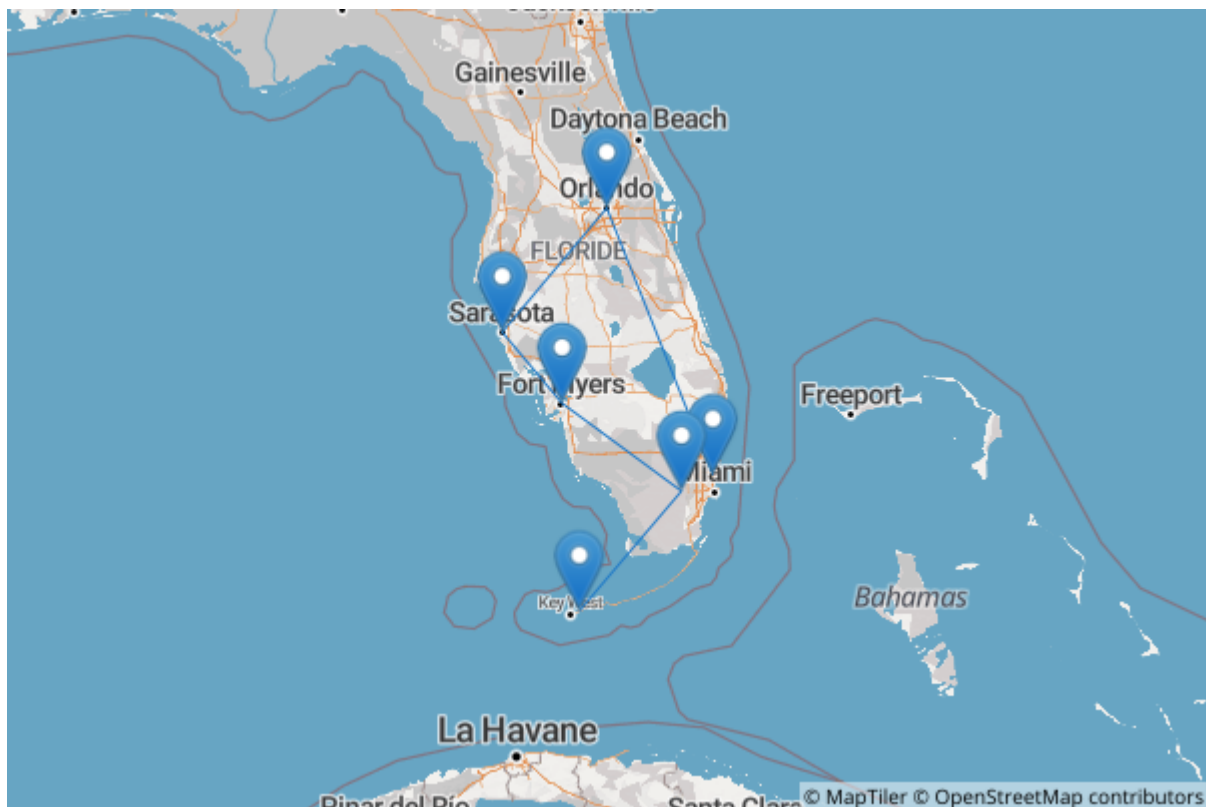 Gainesville
Daytona Beach
Orlando
FLORIDE
Sarasota
Fort Myers
Freeport
Miami
Key West
Bahamas
La Havane
© MapTiler © OpenStreetMap contributors